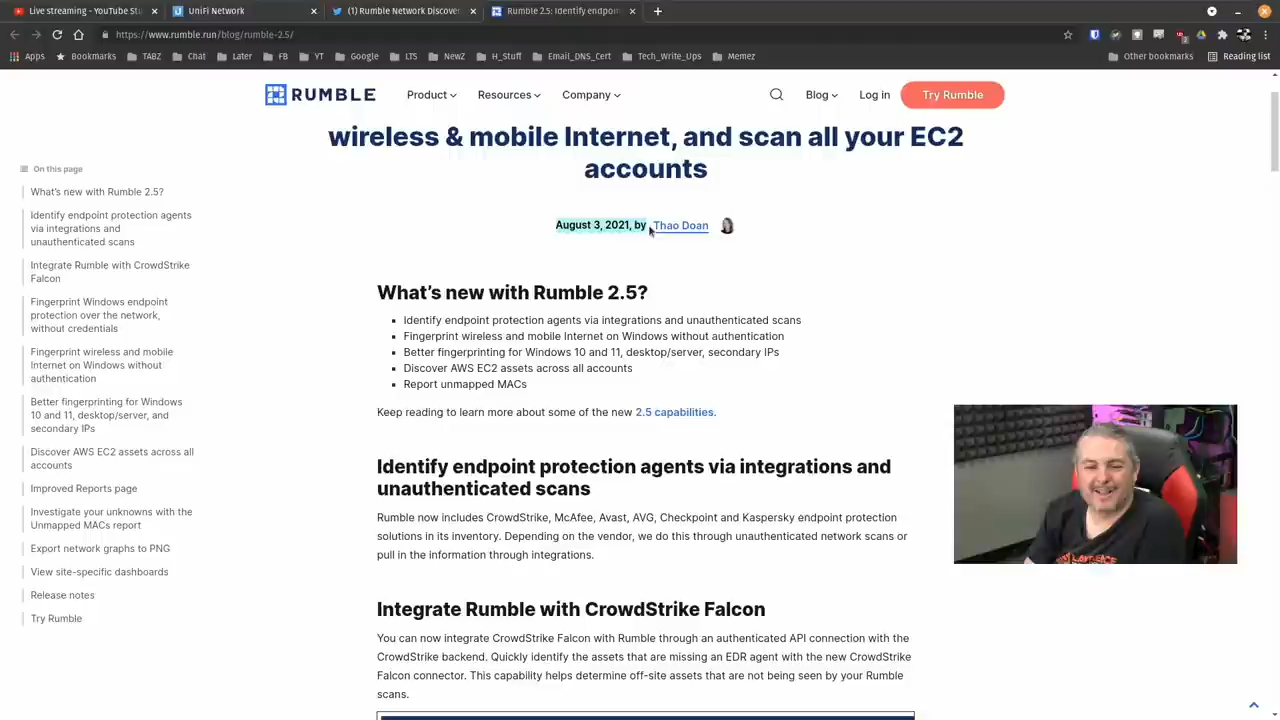 Live streaming - YouTube Stu
UniFi Network
(1) Rumble Network Discover
Rumble 2.5: Identify endpoin
https://www.rumble.run/blog/rumble-2.5/
Apps
Bookmarks
TABZ
Chat
Later
FB
YT
Google
LTS
NewZ
H_Stuff
Email_DNS_Cert
Tech_Write_Ups
Memez
Other bookmarks
Reading list
RUMBLE
Product
Resources
Company
Blog
Log in
Try Rumble
wireless & mobile Internet, and scan all your EC2
accounts
August 3, 2021, by Thao Doan
On this page
What's new with Rumble 2.5?
Identify endpoint protection agents
via integrations and
unauthenticated scans
Integrate Rumble with CrowdStrike
Falcon
Fingerprint Windows endpoint
protection over the network,
without credentials
Fingerprint wireless and mobile
Internet on Windows without
authentication
Better fingerprinting for Windows
10 and 11, desktop/server, and
secondary IPs
Discover AWS EC2 assets across all
accounts
Improved Reports page
Investigate your unknowns with the
Unmapped MACs report
Export network graphs to PNG
View site-specific dashboards
Release notes
Try Rumble
What's new with Rumble 2.5?
Identify endpoint protection agents via integrations and unauthenticated scans
Fingerprint wireless and mobile Internet on Windows without authentication
Better fingerprinting for Windows 10 and 11, desktop/server, secondary IPs
Discover AWS EC2 assets across all accounts
Report unmapped MACs
Keep reading to learn more about some of the new 2.5 capabilities.
Identify endpoint protection agents via integrations and
unauthenticated scans
Rumble now includes CrowdStrike, McAfee, Avast, AVG, Checkpoint and Kaspersky endpoint protection
solutions in its inventory. Depending on the vendor, we do this through unauthenticated network scans or
pull in the information through integrations.
Integrate Rumble with CrowdStrike Falcon
You can now integrate CrowdStrike Falcon with Rumble through an authenticated API connection with the
CrowdStrike backend. Quickly identify the assets that are missing an EDR agent with the new CrowdStrike
Falcon connector. This capability helps determine off-site assets that are not being seen by your Rumble
scans.